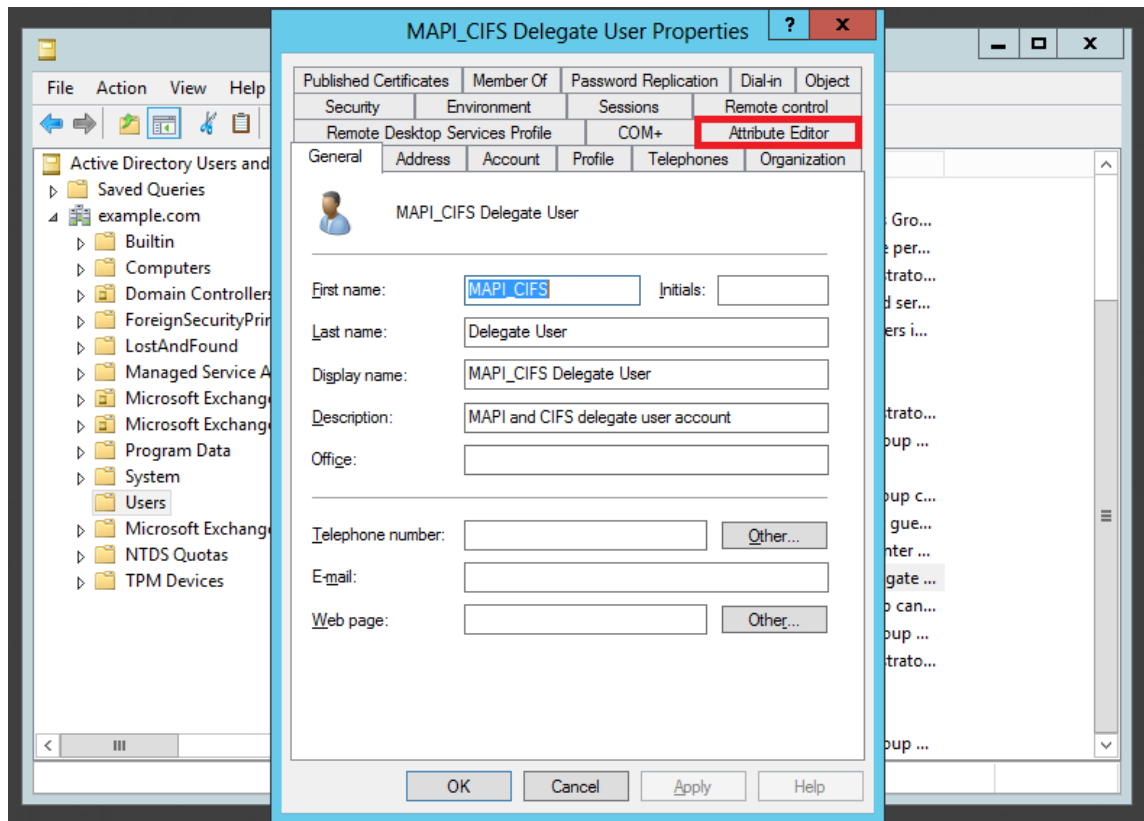 MAPI_CIFS Delegate User Properties
? x
x
File Action View Help
Published Certificates Member Of Password Replication Dial-in Object
Security Environment Sessions Remote control
Remote Desktop Services Profile COM+ Attribute Editor
General Address Account Profile Telephones Organization
Active Directory Users and
Saved Queries
example.com
Builtin
Computers
Domain Controllers
ForeignSecurityPrin
LostAndFound
Managed Service A
Microsoft Exchange
Microsoft Exchange
Program Data
System
Users
Microsoft Exchange
NTDS Quotas
TPM Devices
MAPI_CIFS Delegate User
First name: MAPI_CIFS Initials:
Last name: Delegate User
Display name: MAPI_CIFS Delegate User
Description: MAPI and CIFS delegate user account
Office:
Telephone number: Other...
E-mail:
Web page: Other...
OK Cancel Apply Help
Gro...
per...
trato...
d ser...
ers i...
trato...
oup ...
oup c...
gue...
nter ...
gate ...
can...
oup ...
strato...
oup ...